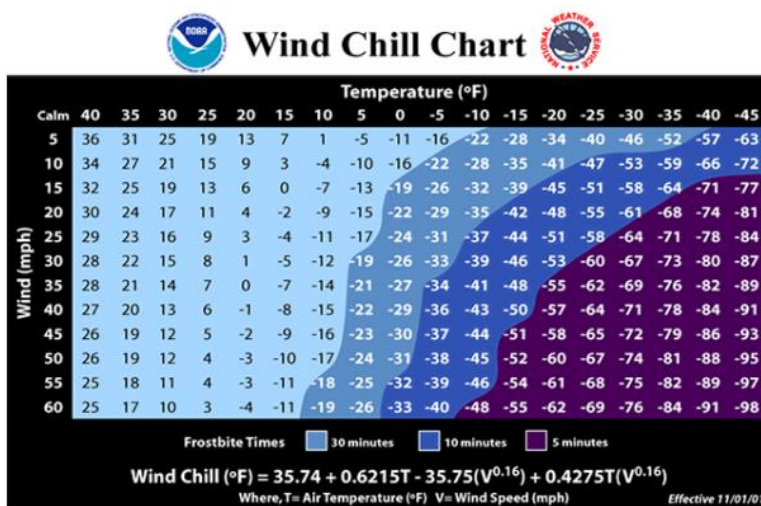 NOAA
Wind Chill Chart
NATIONAL WEATHER SERVICE
Temperature (ºF)
Calm 40 35 30 25 20 15 10 5 0 -5 -10 -15 -20 -25 -30 -35 -40 -45
Wind (mph)
5 36 31 25 19 13 7 1 -5 -11 -16 -22 -28 -34 -40 -46 -52 -57 -63
10 34 27 21 15 9 3 -4 -10 -16 -22 -28 -35 -41 -47 -53 -59 -66 -72
15 32 25 19 13 6 0 -7 -13 -19 -26 -32 -39 -45 -51 -58 -64 -71 -77
20 30 24 17 11 4 -2 -9 -15 -22 -29 -35 -42 -48 -55 -61 -68 -74 -81
25 29 23 16 9 3 -4 -11 -17 -24 -31 -37 -44 -51 -58 -64 -71 -78 -84
30 28 22 15 8 1 -5 -12 -19 -26 -33 -39 -46 -53 -60 -67 -73 -80 -87
35 28 21 14 7 0 -7 -14 -21 -27 -34 -41 -48 -55 -62 -69 -76 -82 -89
40 27 20 13 6 -1 -8 -15 -22 -29 -36 -43 -50 -57 -64 -71 -78 -84 -91
45 26 19 12 5 -2 -9 -16 -23 -30 -37 -44 -51 -58 -65 -72 -79 -86 -93
50 26 19 12 4 -3 -10 -17 -24 -31 -38 -45 -52 -60 -67 -74 -81 -88 -95
55 25 18 11 4 -3 -11 -18 -25 -32 -39 -46 -54 -61 -68 -75 -82 -89 -97
60 25 17 10 3 -4 -11 -19 -26 -33 -40 -48 -55 -62 -69 -76 -84 -91 -98
Frostbite Times 30 minutes 10 minutes 5 minutes
Wind Chill (ºF) = 35.74 + 0.6215T - 35.75(V^0.16) + 0.4275T(V^0.16)
Where, T= Air Temperature (ºF) V= Wind Speed (mph)
Effective 11/01/01